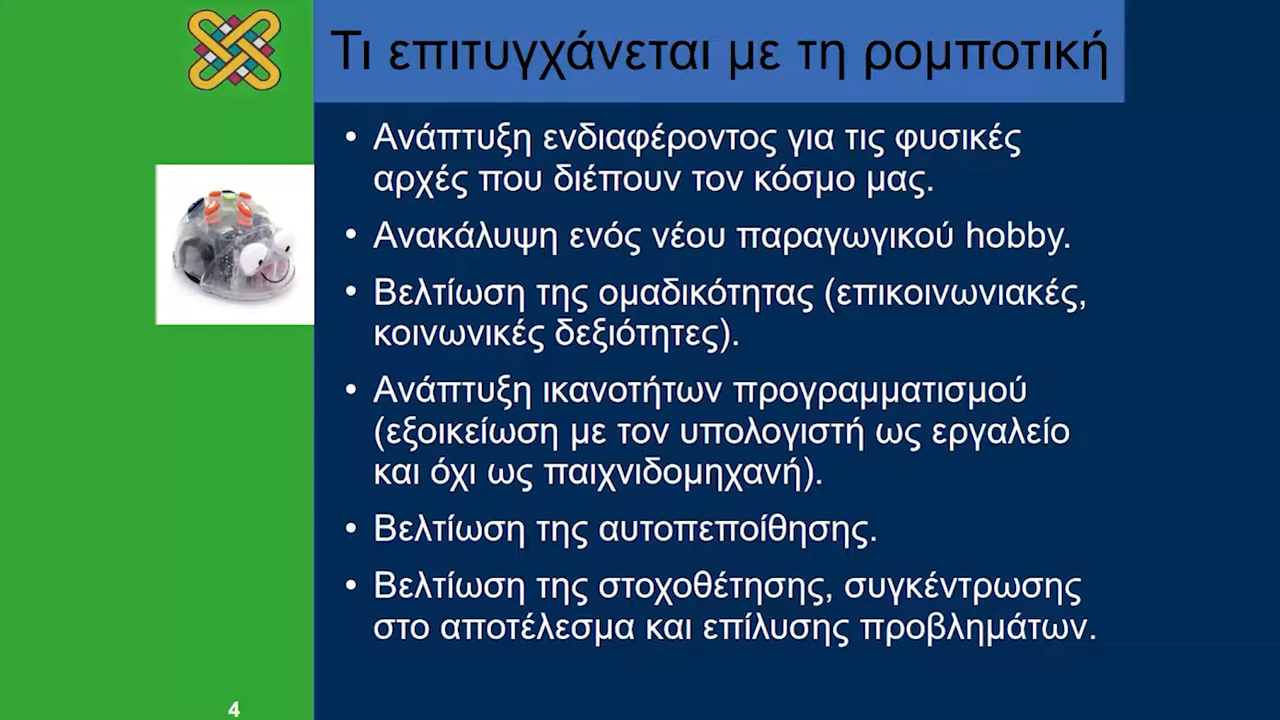 Τι επιτυγχάνεται με τη ρομποτική
• Ανάπτυξη ενδιαφέροντος για τις φυσικές
αρχές που διέπουν τον κόσμο μας.
• Ανακάλυψη ενός νέου παραγωγικού hobby.
• Βελτίωση της ομαδικότητας (επικοινωνιακές,
κοινωνικές δεξιότητες).
• Ανάπτυξη ικανοτήτων προγραμματισμού
(εξοικείωση με τον υπολογιστή ως εργαλείο
και όχι ως παιχνιδομηχανή).
• Βελτίωση της αυτοπεποίθησης.
• Βελτίωση της στοχοθέτησης, συγκέντρωσης
στο αποτέλεσμα και επίλυσης προβλημάτων.
4